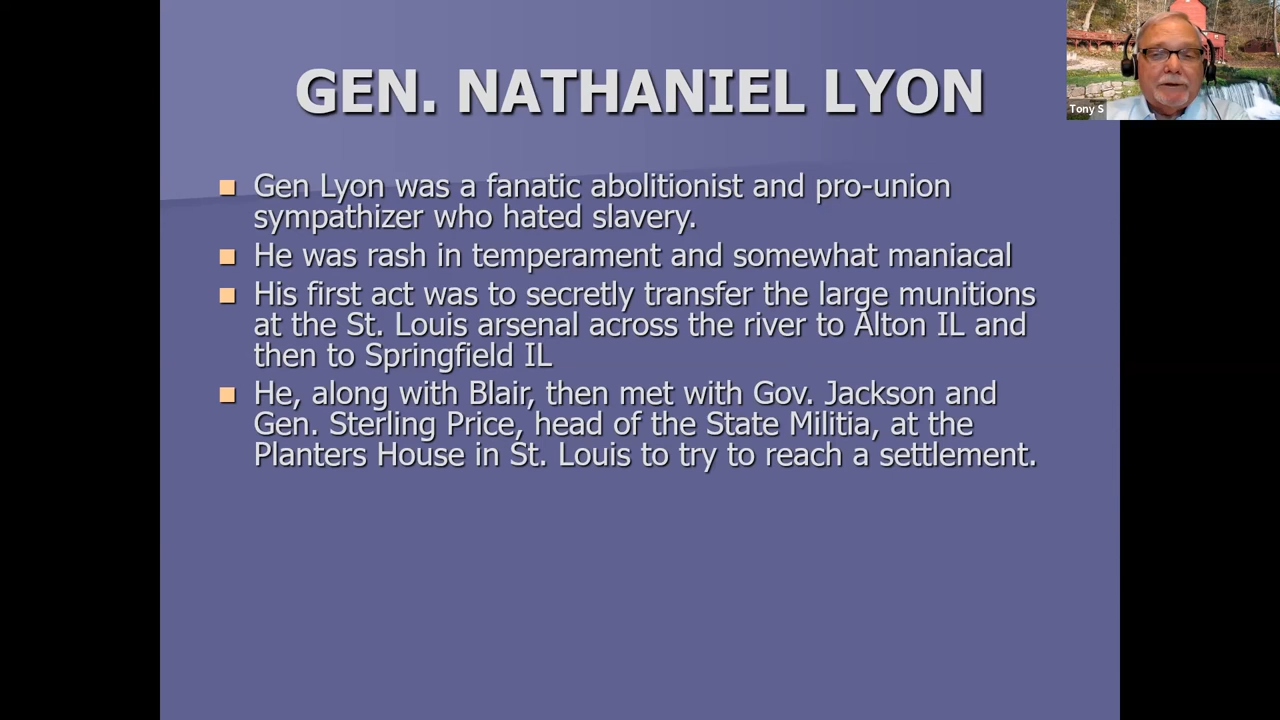 GEN. NATHANIEL LYON
Tony S
Gen Lyon was a fanatic abolitionist and pro-union
sympathizer who hated slavery.
He was rash in temperament and somewhat maniacal
His first act was to secretly transfer the large munitions
at the St. Louis arsenal across the river to Alton IL and
then to Springfield IL
He, along with Blair, then met with Gov. Jackson and
Gen. Sterling Price, head of the State Militia, at the
Planters House in St. Louis to try to reach a settlement.